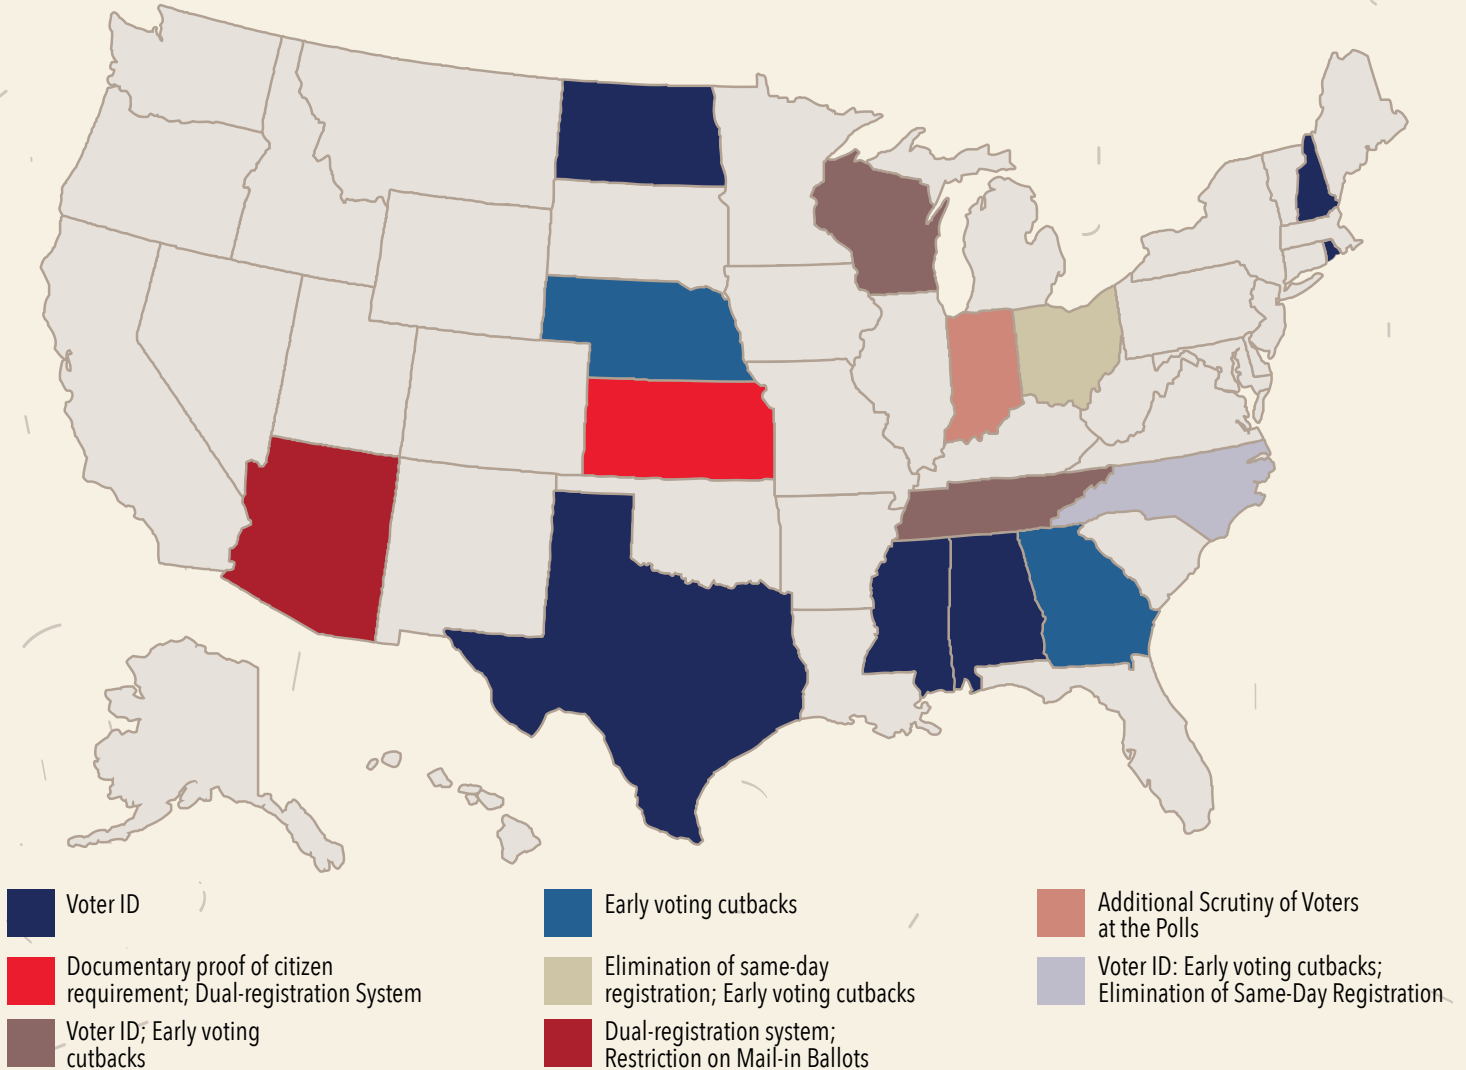 Voter ID
Documentary proof of citizen
requirement; Dual-registration System
Voter ID; Early voting
cutbacks
Early voting cutbacks
Elimination of same-day
registration; Early voting cutbacks
Dual-registration system;
Restriction on Mail-in Ballots
Additional Scrutiny of Voters
at the Polls
Voter ID: Early voting cutbacks;
Elimination of Same-Day Registration